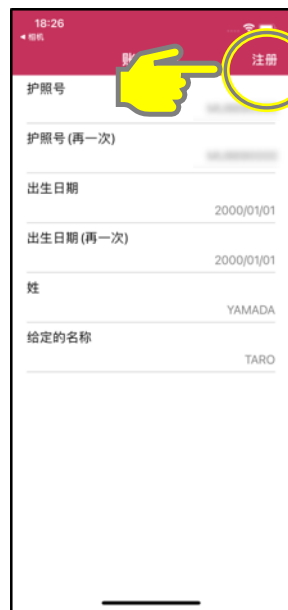 18:26
◀ 相机
注册
护照号
护照号(再一次)
出生日期
2000/01/01
出生日期(再一次)
2000/01/01
姓
YAMADA
给定的名称
TARO